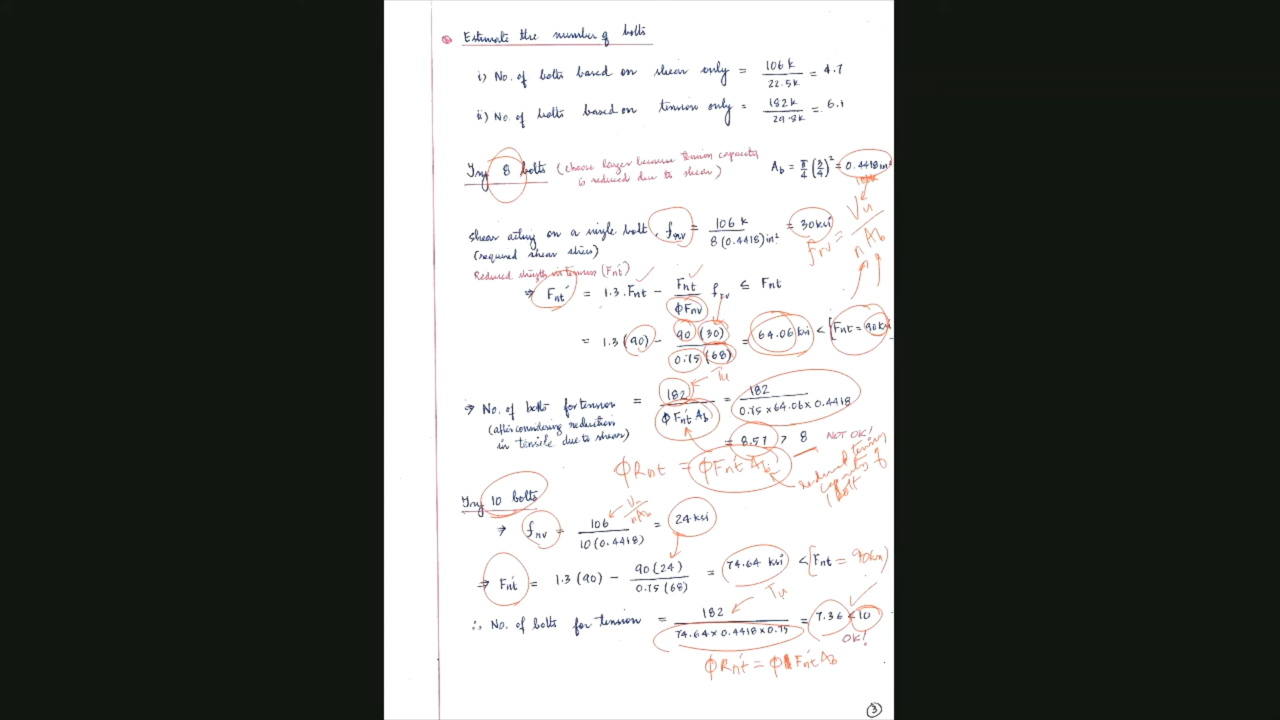 Estimate the number of bolts
i) No. of bolts based on shear only = 106 k / 22.5 k = 4.7
ii) No. of bolts based on tension only = 182 k / 29.8 k = 6.1
Try 8 bolts (choose larger because tension capacity is reduced due to shear) Ab = π/4 (3/4)² = 0.4418 in²
Shear acting on a single bolt, frv = 106 k / 8 (0.4418) in² = 30 ksi
(required shear stress)
frv = Vu / n Ab
Reduced strength in tension (Fnt')
⇒ Fnt' = 1.3 Fnt − Fnt / ϕFnv frv ≤ Fnt
= 1.3 (90) − 90 (30) / 0.75 (68) = 64.06 ksi < [Fnt = 90 ksi
⇒ No. of bolts for tension = 182 / ϕ Fnt' Ab = 182 / 0.75 x 64.06 x 0.4418
Tu
(after considering reduction in tensile due to shear)
= 8.57 > 8 NOT OK!
ϕRnt = ϕFnt' Ab
reduced tension capacity of 1 bolt
Try 10 bolts
⇒ frv = 106 / 10 (0.4418) = 24 ksi
Vu / nAb
⇒ Fnt' = 1.3 (90) − 90 (24) / 0.75 (68) = 74.64 ksi < [Fnt = 90
Tu
∴ No. of bolts for tension = 182 / 74.64 x 0.4418 x 0.75 = 7.36 < 10
OK!
ϕRnt' = ϕ Fnt' Ab
3